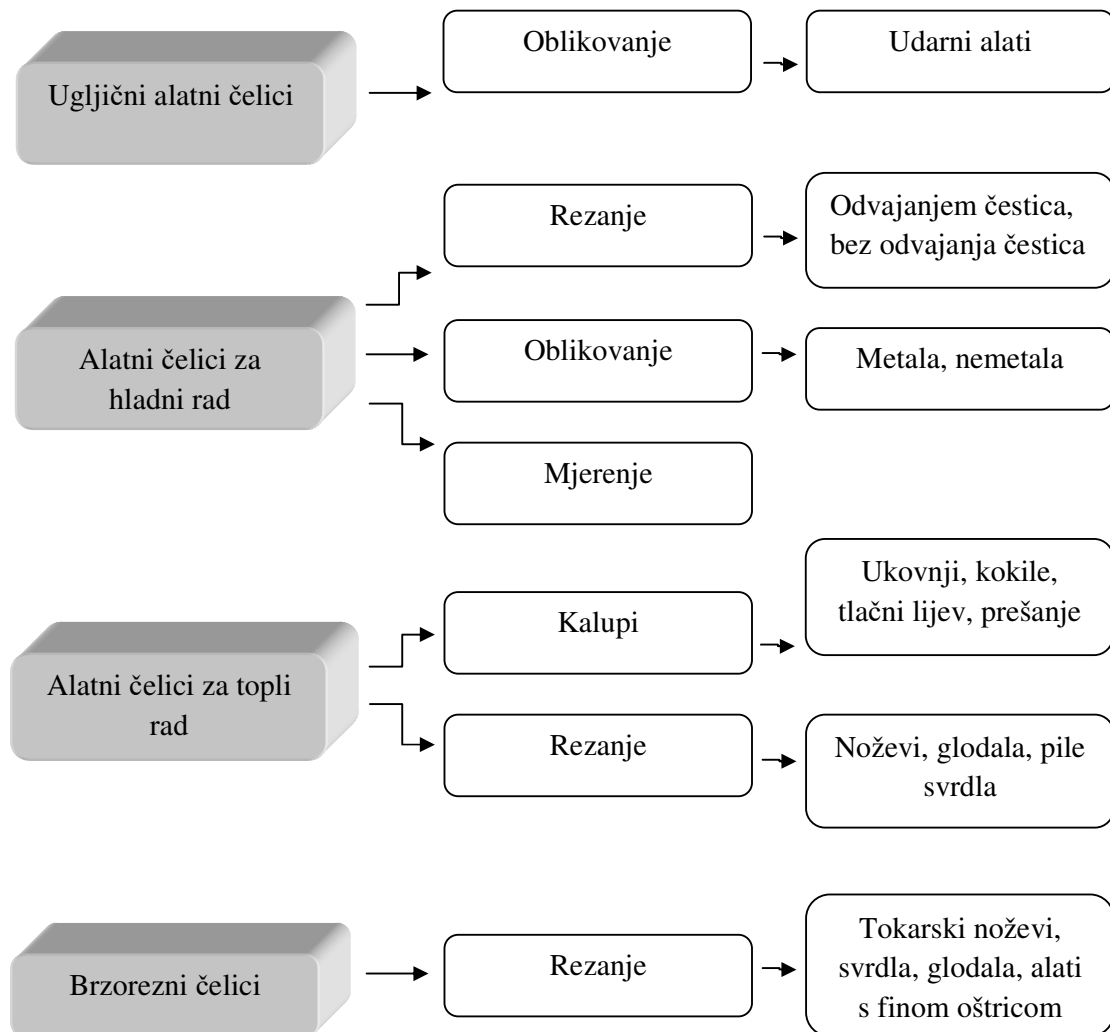 Ugljični alatni čelici
Oblikovanje
Udarni alati
Alatni čelici za
hladni rad
Rezanje
Odvajanjem čestica,
bez odvajanja čestica
Oblikovanje
Metala, nemetala
Mjerenje
Alatni čelici za topli
rad
Kalupi
Ukovnji, kokile,
tlačni lijev, prešanje
Rezanje
Noževi, glodala, pile
svrdla
Brzorezni čelici
Rezanje
Tokarski noževi,
svrdla, glodala, alati
s finom oštricom